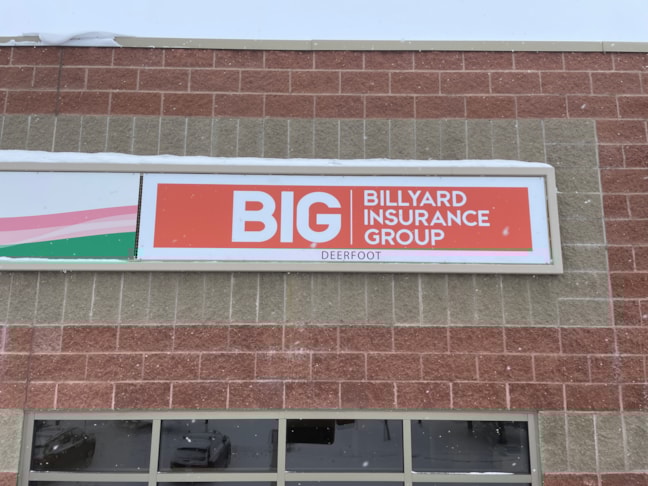 BIG
BILLYARD
INSURANCE
GROUP
DEERFOOT